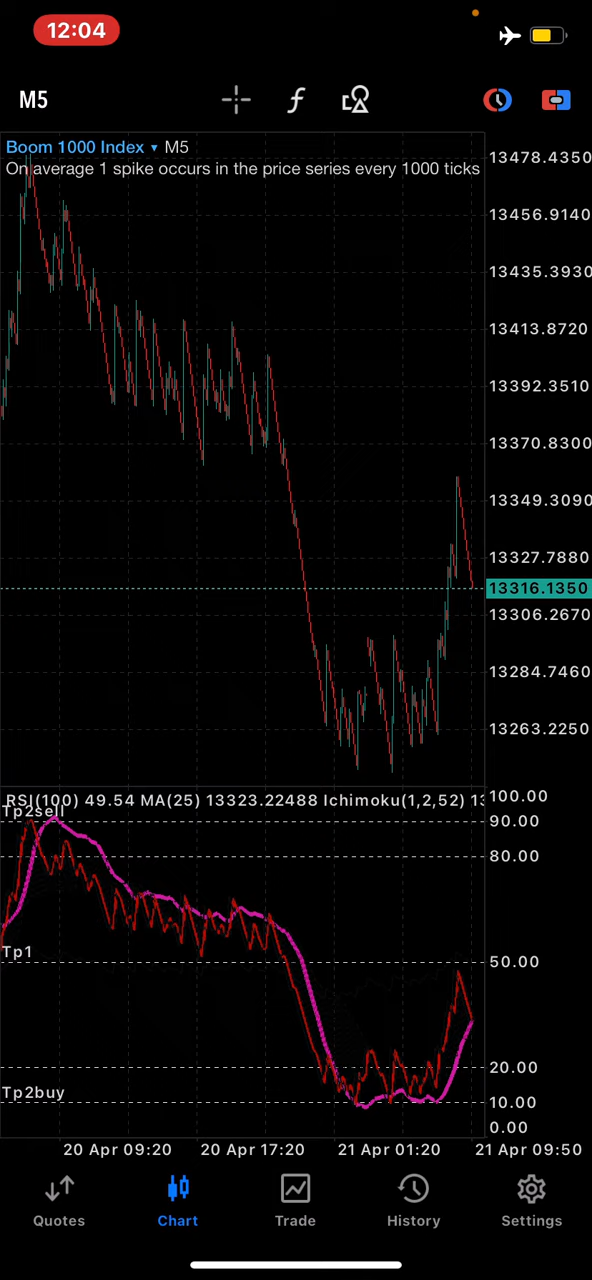 12:04
M5
Boom 1000 Index ▾ M5
On average 1 spike occurs in the price series every 1000 ticks
13478.4350
13456.9140
13435.3930
13413.8720
13392.3510
13370.8300
13349.3090
13327.7880
13316.1350
13306.2670
13284.7460
13263.2250
RSI(100) 49.54 MA(25) 13323.22488 Ichimoku(1,2,52) 13
100.00
Tp2sell
90.00
80.00
Tp1
50.00
20.00
Tp2buy
10.00
0.00
20 Apr 09:20 20 Apr 17:20 21 Apr 01:20 21 Apr 09:50
Quotes Chart Trade History Settings